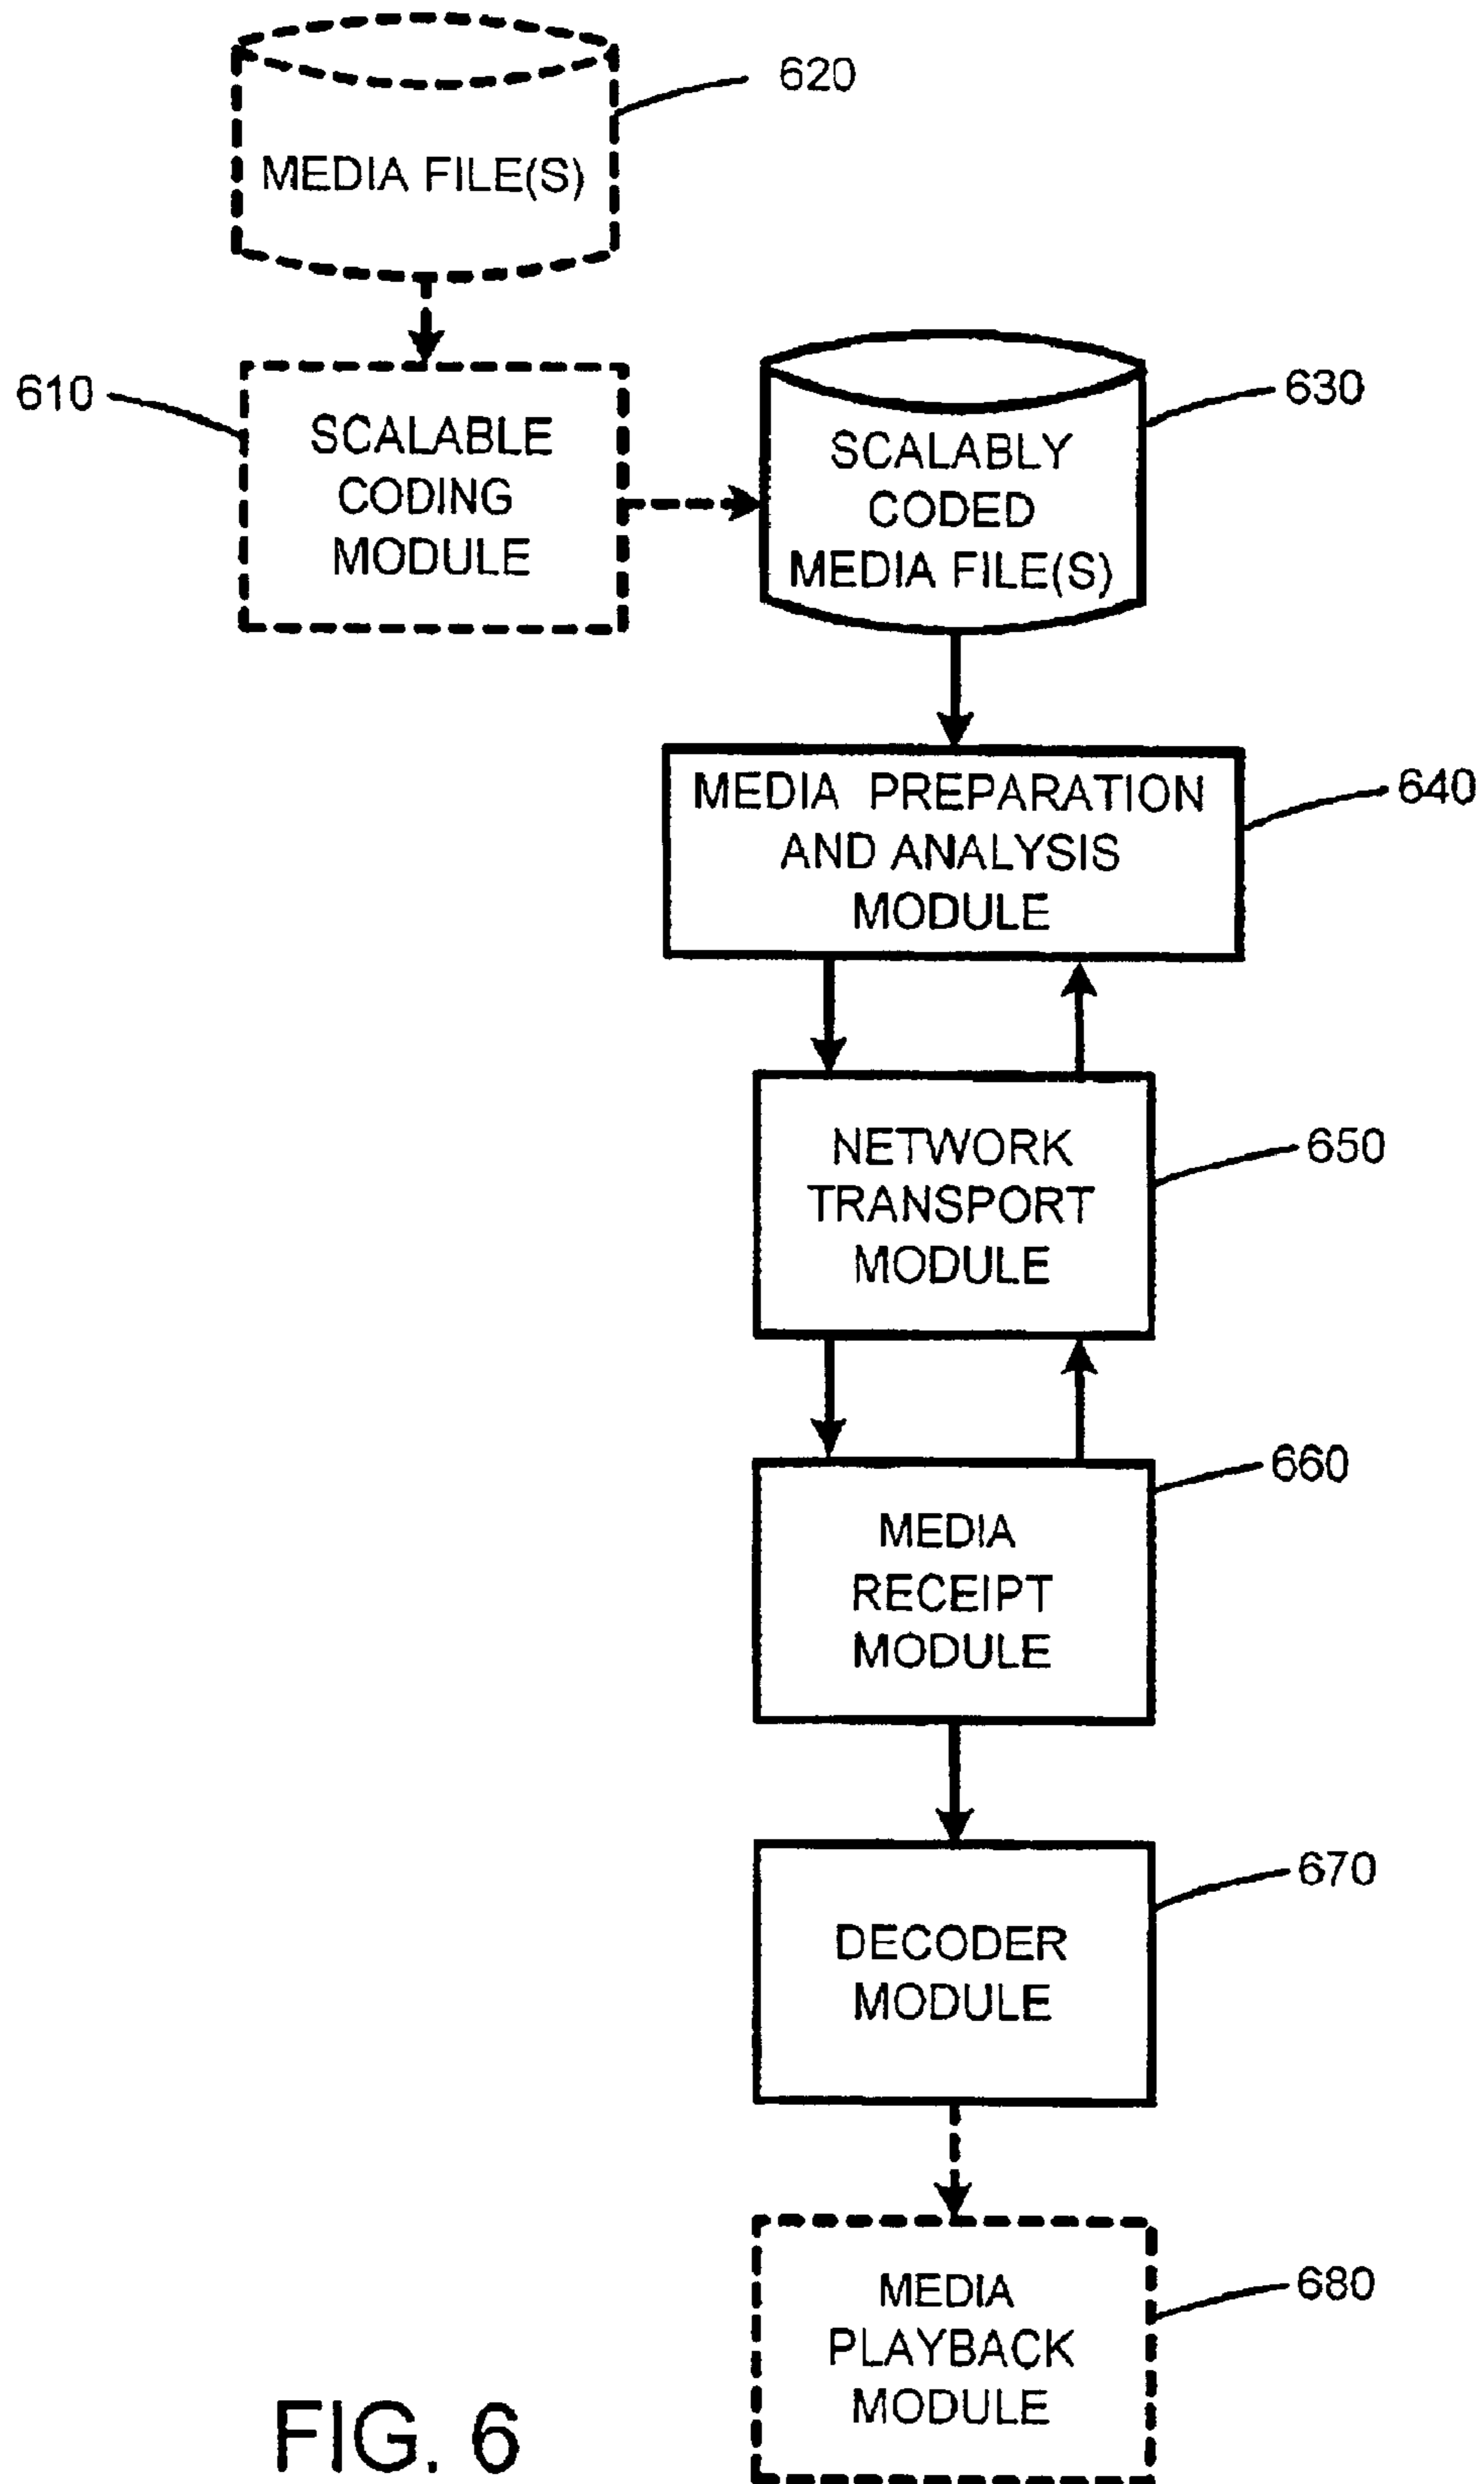 620
MEDIA FILE(S)
610
SCALABLE
CODING
MODULE
630
SCALABLY
CODED
MEDIA FILE(S)
640
MEDIA PREPARATION
AND ANALYSIS
MODULE
650
NETWORK
TRANSPORT
MODULE
660
MEDIA
RECEIPT
MODULE
670
DECODER
MODULE
680
MEDIA
PLAYBACK
MODULE
FIG. 6